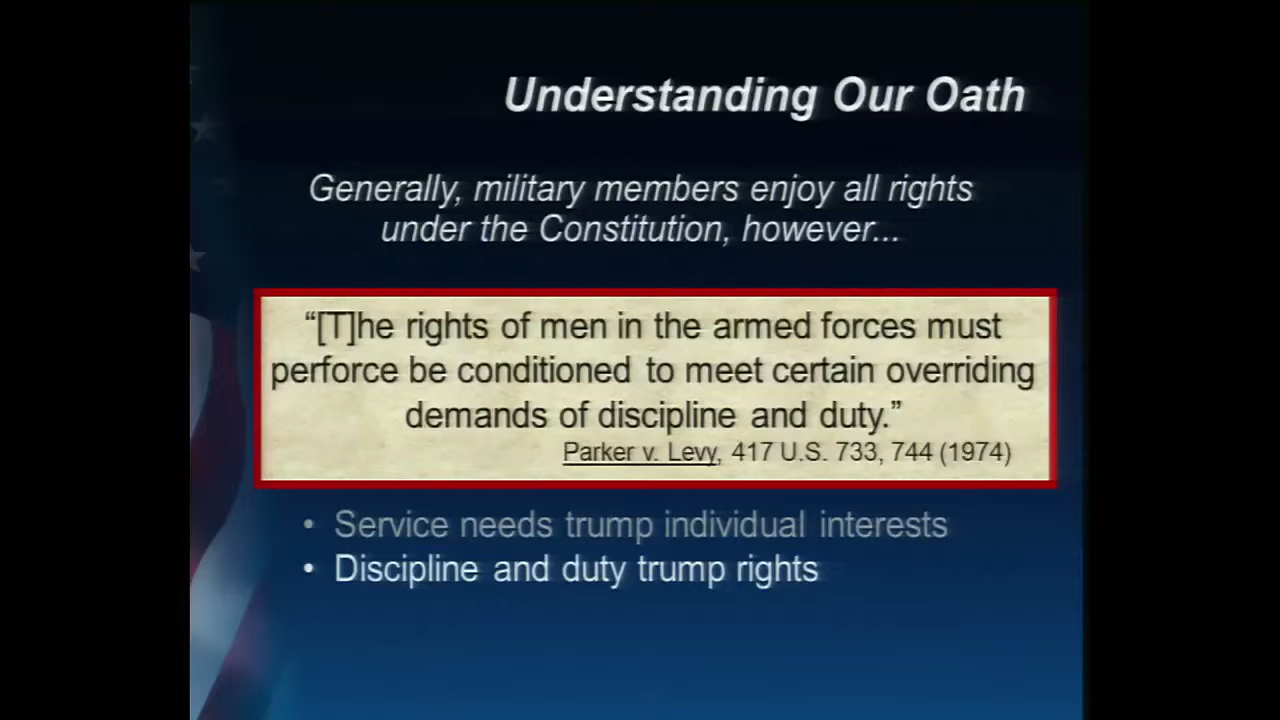 Understanding Our Oath
Generally, military members enjoy all rights
under the Constitution, however...
“[T]he rights of men in the armed forces must
perforce be conditioned to meet certain overriding
demands of discipline and duty.”
Parker v. Levy, 417 U.S. 733, 744 (1974)
• Service needs trump individual interests
• Discipline and duty trump rights